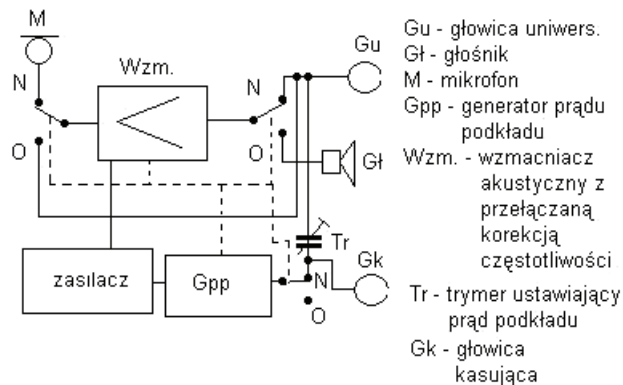 M
N
Wzm.
N
Gu
O
O
Gł
Tr
Gk
zasilacz
Gpp
N
O
Gu - głowica uniwers.
Gł - głośnik
M - mikrofon
Gpp - generator prądu
podkładu
Wzm. - wzmacniacz
akustyczny z
przełączaną
korekcją
częstotliwości
Tr - trymer ustawiający
prąd podkładu
Gk - głowica
kasująca